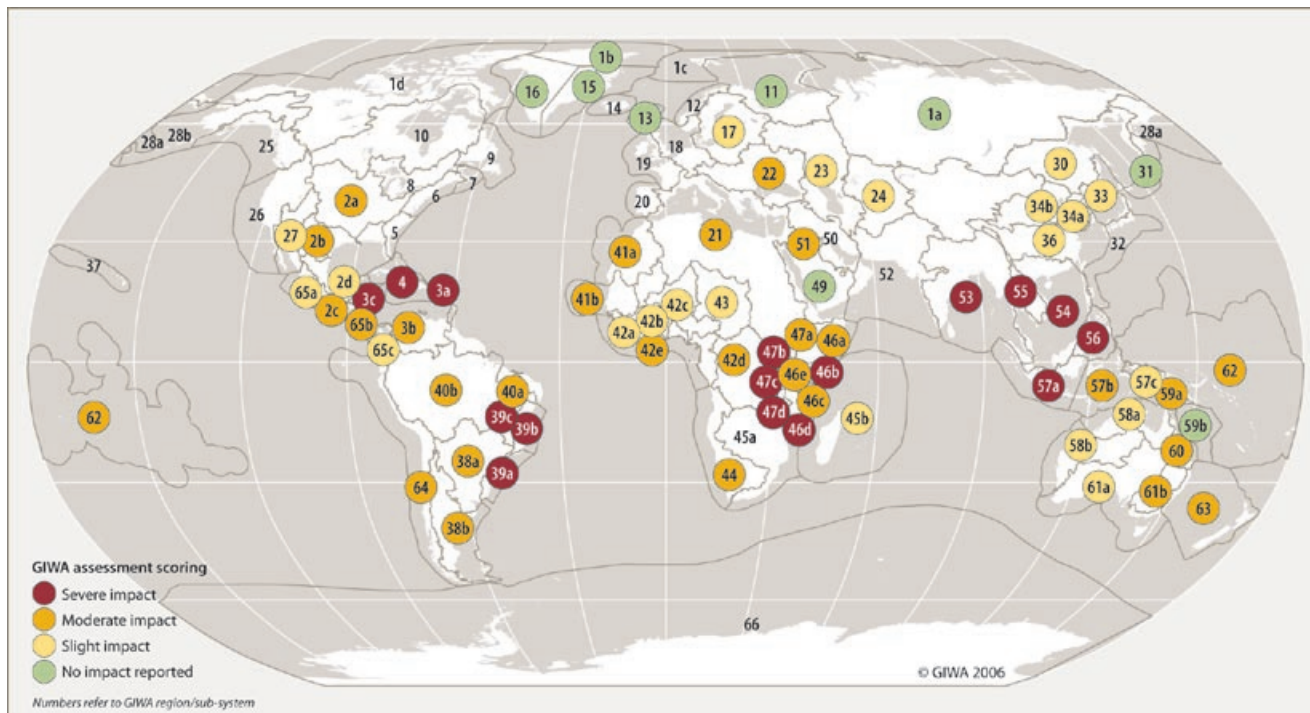 1b
1c
1d
16
15
11
12
14
13
1a
28a
28b
28a
25
10
17
18
9
30
31
19
22
23
8
7
6
24
33
2a
20
34b
34a
26
5
27
2b
21
51
50
36
32
41a
37
52
4
2d
3a
49
65a
3c
53
55
41b
42c
43
54
2c
65b
3b
42b
42a
47a
46a
56
65c
42e
42d
47b
46e
46b
62
47c
57a
57b
57c
59a
40b
40a
46c
62
39c
39b
47d
46d
45b
58a
59b
45a
58b
60
38a
39a
44
64
61a
61b
63
38b
GIWA assessment scoring
Severe impact
Moderate impact
Slight impact
66
No impact reported
© GIWA 2006
Numbers refer to GIWA region/sub-system